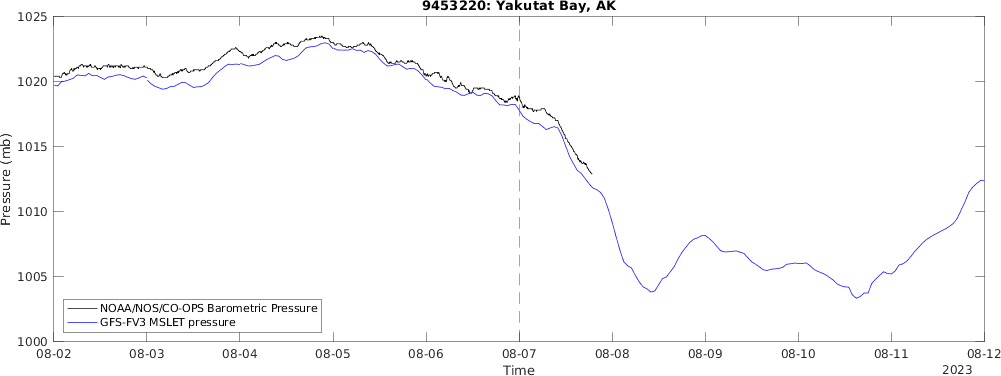 9453220: Yakutat Bay, AK
Pressure (mb)
1025
1020
1015
1010
1005
1000
NOAA/NOS/CO-OPS Barometric Pressure
GFS-FV3 MSLET pressure
08-02 08-03 08-04 08-05 08-06 08-07 08-08 08-09 08-10 08-11 08-12
Time
2023